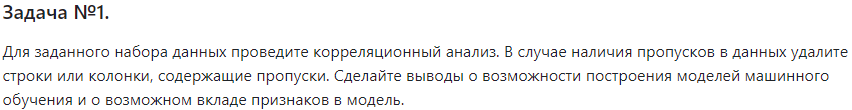 Задача №1.
Для заданного набора данных проведите корреляционный анализ. В случае наличия пропусков в данных удалите
строки или колонки, содержащие пропуски. Сделайте выводы о возможности построения моделей машинного
обучения и о возможном вкладе признаков в модель.